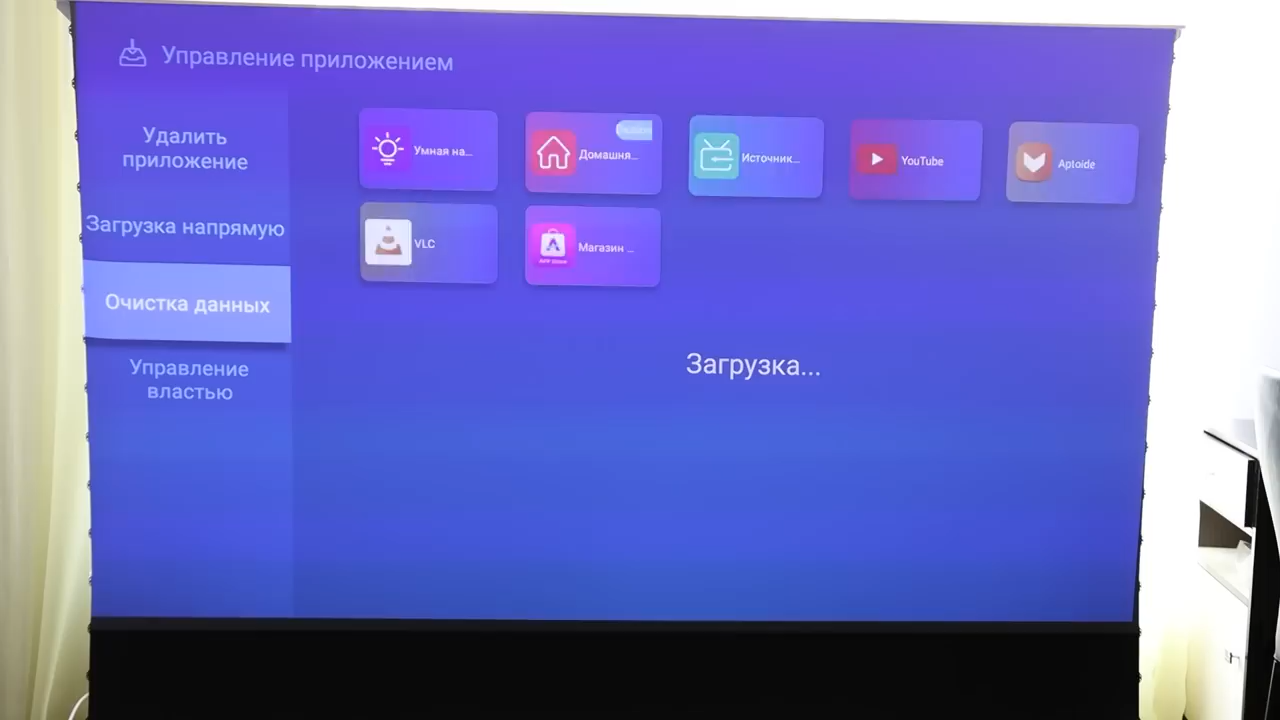 Управление приложением
Удалить
приложение
Загрузка напрямую
Очистка данных
Управление
властью
Умная на...
Домашня...
Источник...
YouTube
Aptoide
VLC
Магазин ...
Загрузка...